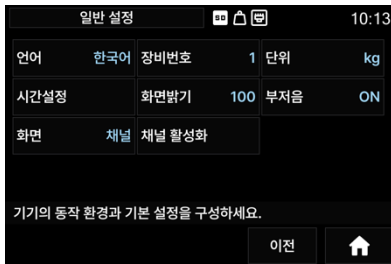 일반 설정 SD 10:13
언어 한국어 장비번호 1 단위 kg
시간설정 화면밝기 100 부저음 ON
화면 채널 채널 활성화
기기의 동작 환경과 기본 설정을 구성하세요.
이전